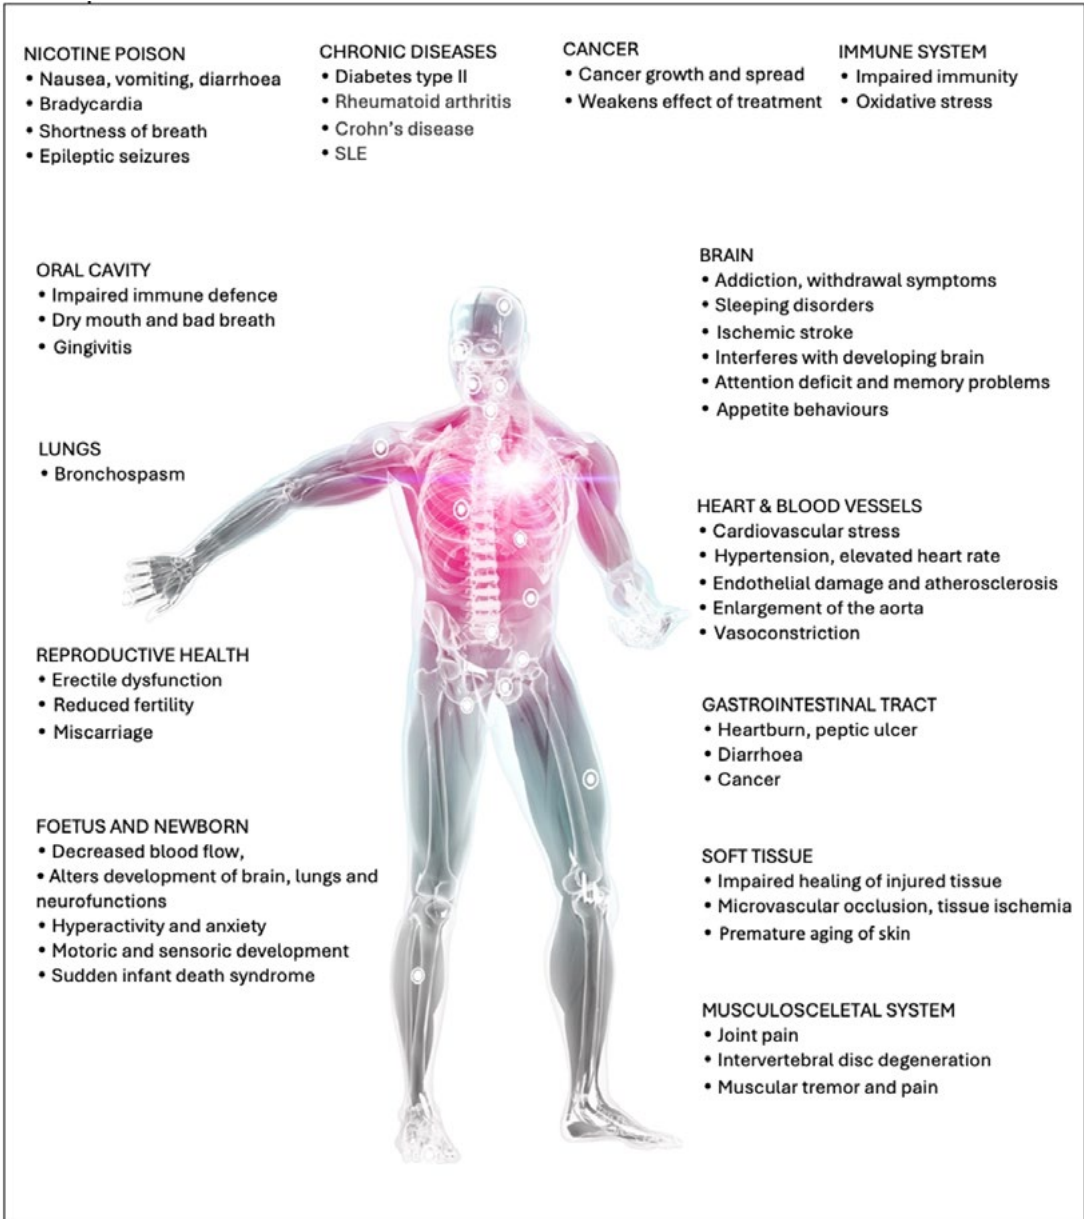 NICOTINE POISON
• Nausea, vomiting, diarrhoea
• Bradycardia
• Shortness of breath
• Epileptic seizures
CHRONIC DISEASES
• Diabetes type II
• Rheumatoid arthritis
• Crohn's disease
• SLE
CANCER
• Cancer growth and spread
• Weakens effect of treatment
IMMUNE SYSTEM
• Impaired immunity
• Oxidative stress
ORAL CAVITY
• Impaired immune defence
• Dry mouth and bad breath
• Gingivitis
LUNGS
• Bronchospasm
REPRODUCTIVE HEALTH
• Erectile dysfunction
• Reduced fertility
• Miscarriage
FOETUS AND NEWBORN
• Decreased blood flow,
• Alters development of brain, lungs and
neurofunctions
• Hyperactivity and anxiety
• Motoric and sensoric development
• Sudden infant death syndrome
BRAIN
• Addiction, withdrawal symptoms
• Sleeping disorders
• Ischemic stroke
• Interferes with developing brain
• Attention deficit and memory problems
• Appetite behaviours
HEART & BLOOD VESSELS
• Cardiovascular stress
• Hypertension, elevated heart rate
• Endothelial damage and atherosclerosis
• Enlargement of the aorta
• Vasoconstriction
GASTROINTESTINAL TRACT
• Heartburn, peptic ulcer
• Diarrhoea
• Cancer
SOFT TISSUE
• Impaired healing of injured tissue
• Microvascular occlusion, tissue ischemia
• Premature aging of skin
MUSCULOSCELETAL SYSTEM
• Joint pain
• Intervertebral disc degeneration
• Muscular tremor and pain